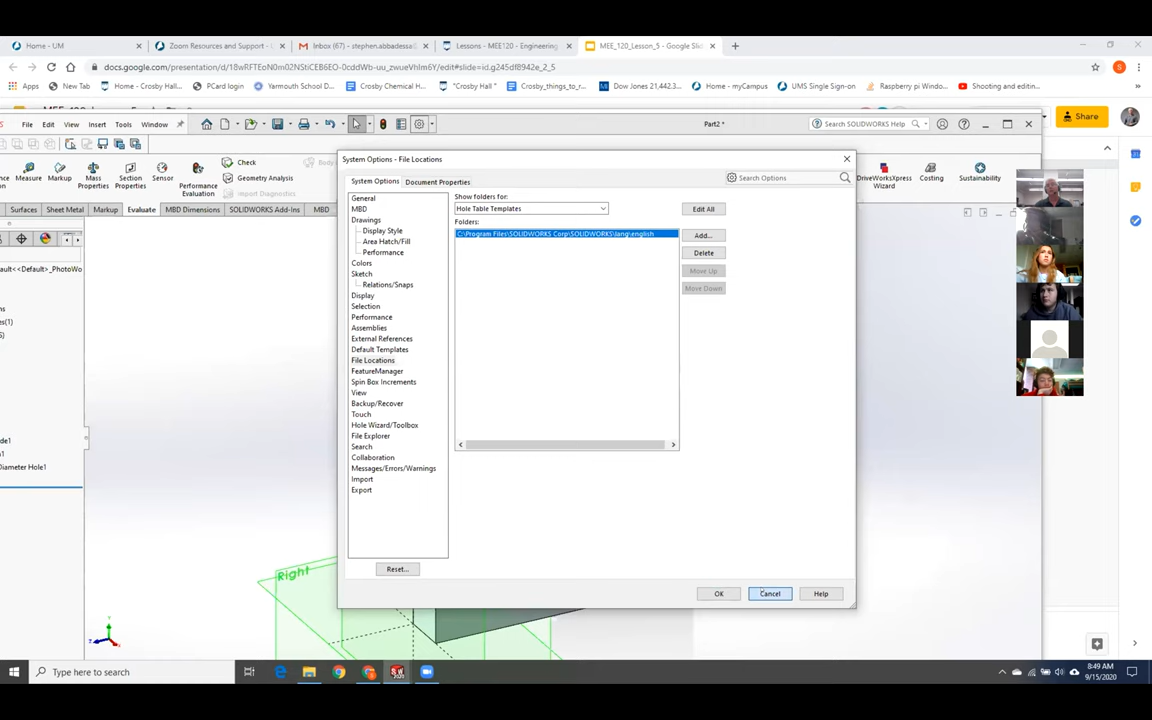 Home - UM
Zoom Resources and Support -
Inbox (67) - stephen.abbadessa
Lessons - MEE120 - Engineering
MEE_120_Lesson_5 - Google Slid
docs.google.com/presentation/d/
Apps
New Tab
Home - Crosby Hall...
PCard login
Yarmouth School D...
Crosby Chemical H...
"Crosby Hall"
Crosby_things_to_r...
Dow Jones 21,442.3...
Home - myCampus
UMS Single Sign-on
Raspberry pi Windo...
Shooting and editin...
Share
File Edit View Insert Tools Window
Part2 *
Search SOLIDWORKS Help
Measure
Markup
Mass Properties
Section Properties
Sensor
Performance Evaluation
Check
Geometry Analysis
Import Diagnostics
DriveWorksXpress Wizard
Costing
Sustainability
Surfaces
Sheet Metal
Markup
Evaluate
MBD Dimensions
SOLIDWORKS Add-Ins
MBD
ault<<Default>_PhotoWo
Diameter Hole1
Right
System Options - File Locations
System Options
Document Properties
Search Options
General
MBD
Drawings
Display Style
Area Hatch/Fill
Performance
Colors
Sketch
Relations/Snaps
Display
Selection
Performance
Assemblies
External References
Default Templates
File Locations
FeatureManager
Spin Box Increments
View
Backup/Recover
Touch
Hole Wizard/Toolbox
File Explorer
Search
Collaboration
Messages/Errors/Warnings
Import
Export
Reset...
Show folders for:
Hole Table Templates
Folders:
C:\Program Files\SOLIDWORKS Corp\SOLIDWORKS\lang\english
Edit All
Add...
Delete
Move Up
Move Down
OK
Cancel
Help
Type here to search
8:49 AM
9/15/2020